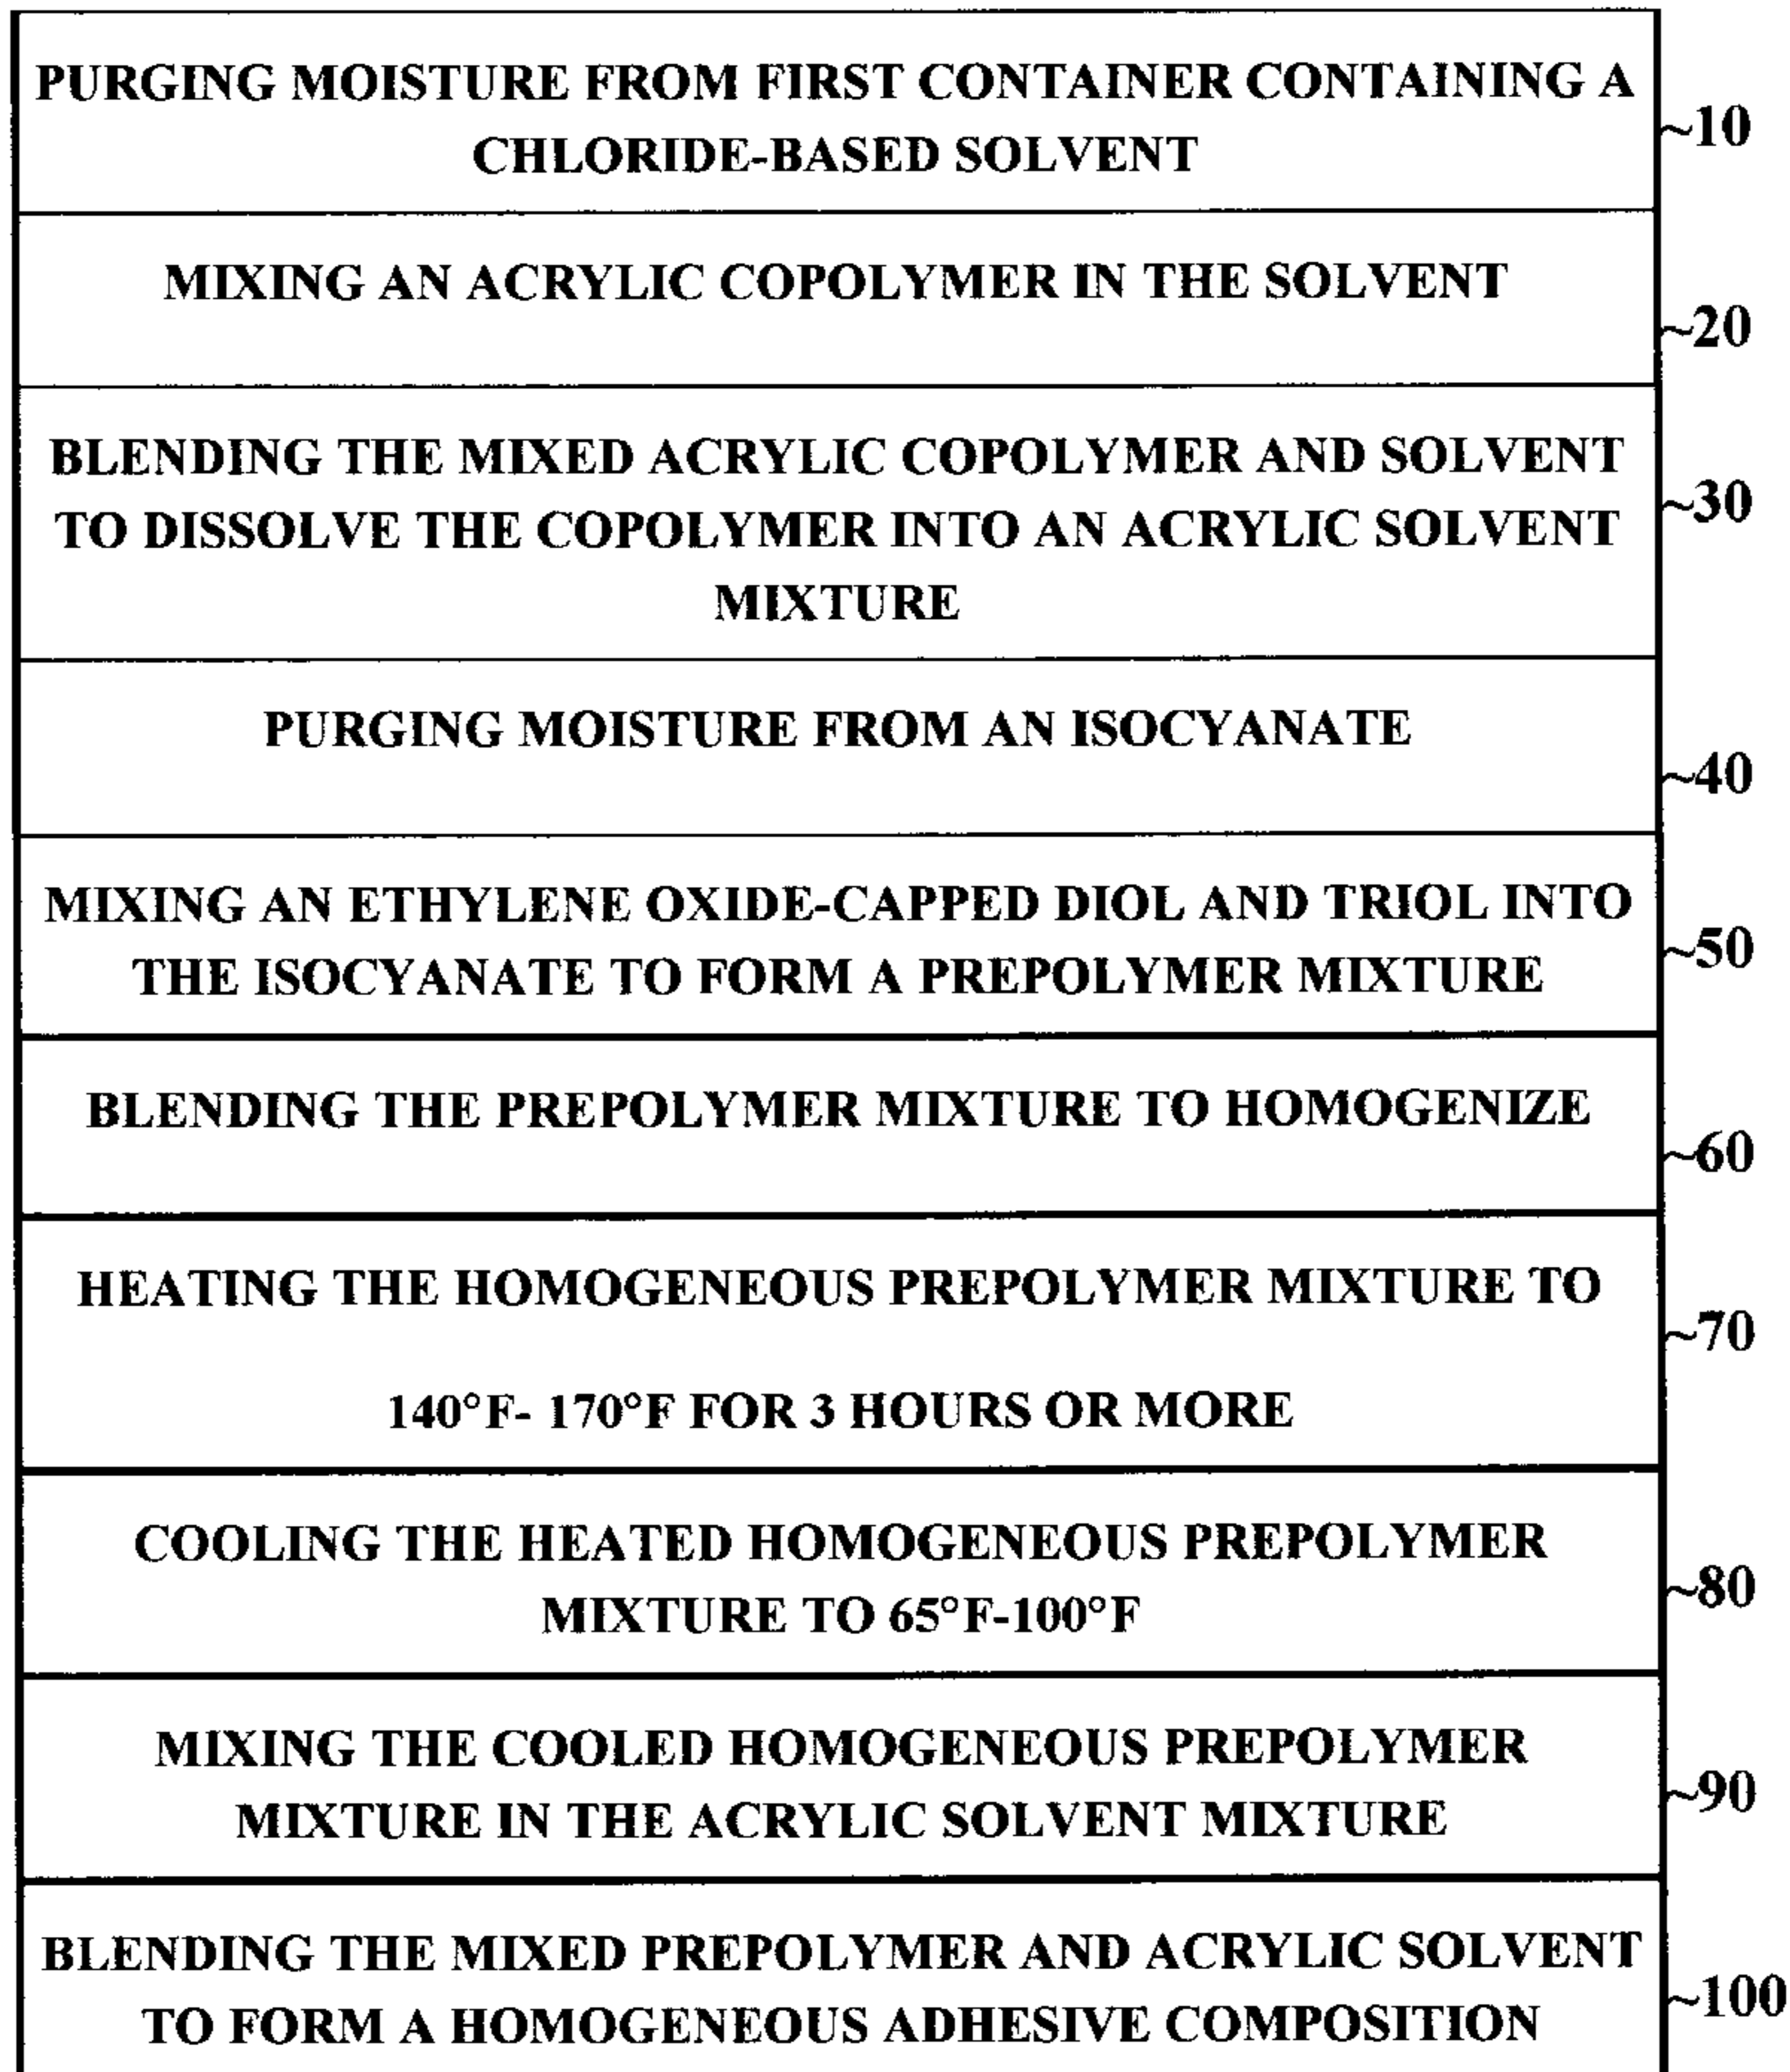 PURGING MOISTURE FROM FIRST CONTAINER CONTAINING A
CHLORIDE-BASED SOLVENT
~10
MIXING AN ACRYLIC COPOLYMER IN THE SOLVENT
~20
BLENDING THE MIXED ACRYLIC COPOLYMER AND SOLVENT
TO DISSOLVE THE COPOLYMER INTO AN ACRYLIC SOLVENT
MIXTURE
~30
PURGING MOISTURE FROM AN ISOCYANATE
~40
MIXING AN ETHYLENE OXIDE-CAPPED DIOL AND TRIOL INTO
THE ISOCYANATE TO FORM A PREPOLYMER MIXTURE
~50
BLENDING THE PREPOLYMER MIXTURE TO HOMOGENIZE
~60
HEATING THE HOMOGENEOUS PREPOLYMER MIXTURE TO
140°F- 170°F FOR 3 HOURS OR MORE
~70
COOLING THE HEATED HOMOGENEOUS PREPOLYMER
MIXTURE TO 65°F-100°F
~80
MIXING THE COOLED HOMOGENEOUS PREPOLYMER
MIXTURE IN THE ACRYLIC SOLVENT MIXTURE
~90
BLENDING THE MIXED PREPOLYMER AND ACRYLIC SOLVENT
TO FORM A HOMOGENEOUS ADHESIVE COMPOSITION
~100